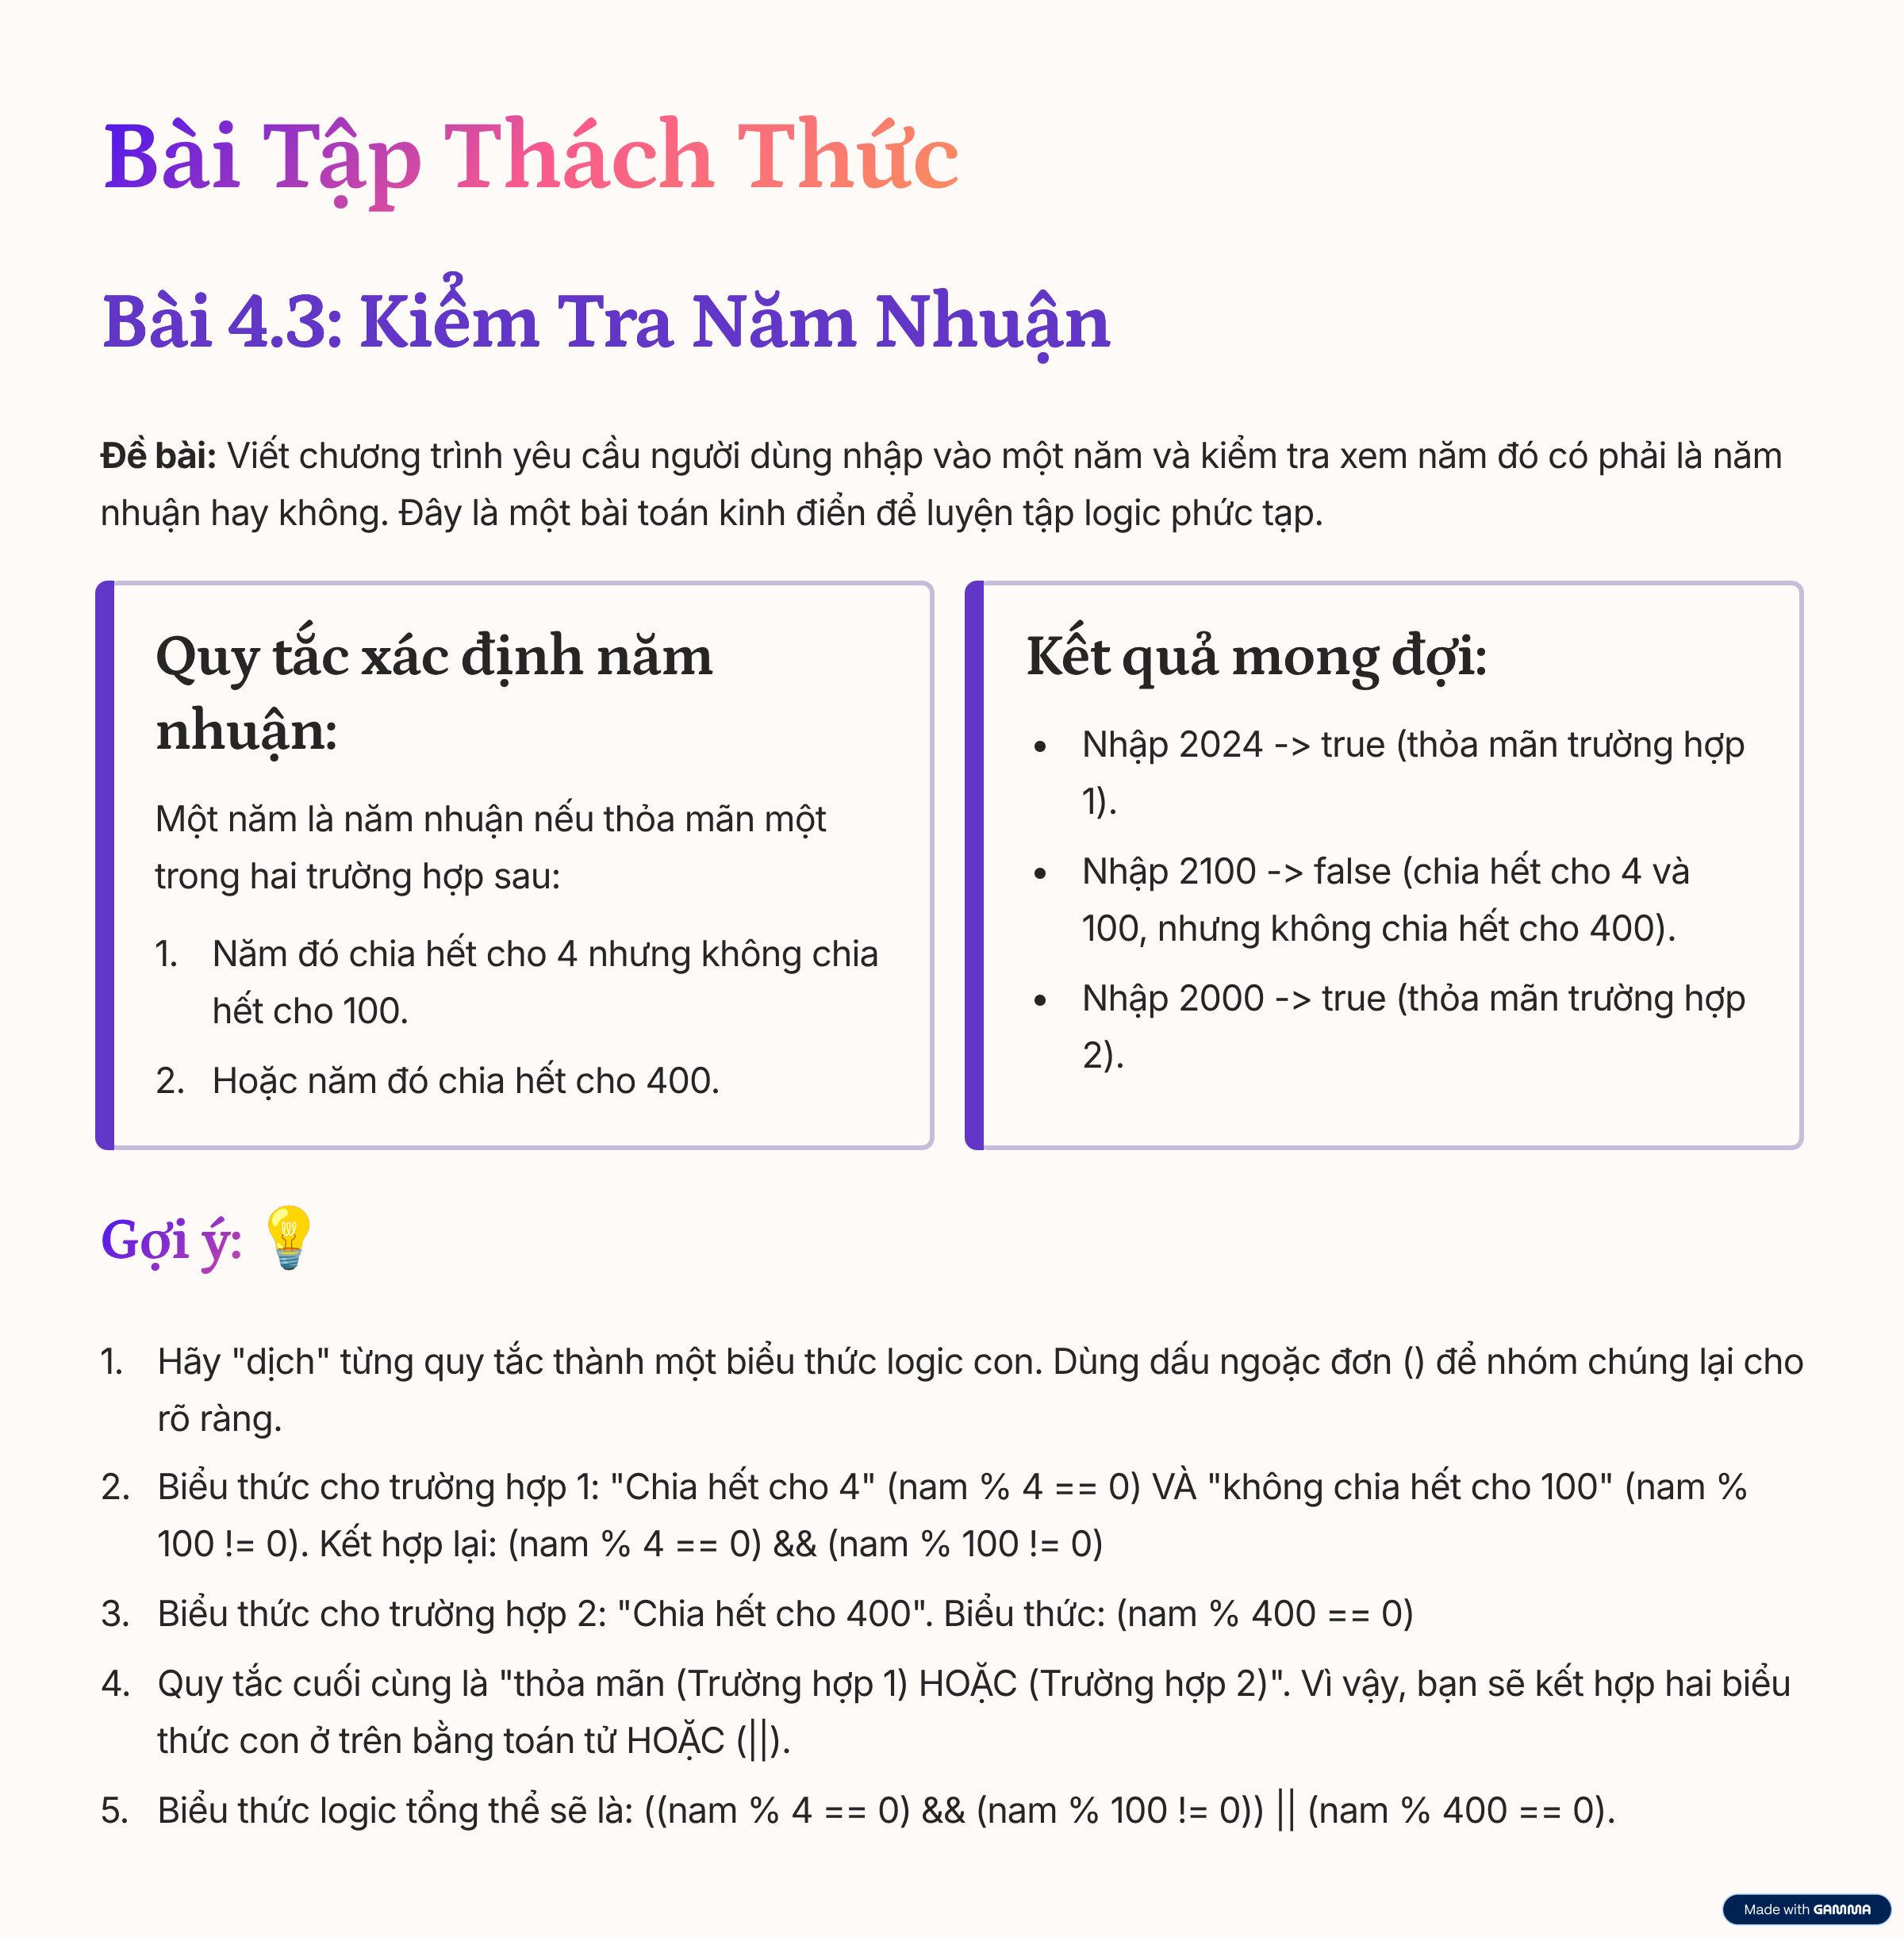 Bài Tập Thách Thức
Bài 4.3: Kiểm Tra Năm Nhuận
Đề bài: Viết chương trình yêu cầu người dùng nhập vào một năm và kiểm tra xem năm đó có phải là năm
nhuận hay không. Đây là một bài toán kinh điển để luyện tập logic phức tạp.
Quy tắc xác định năm
nhuận:
Một năm là năm nhuận nếu thỏa mãn một
trong hai trường hợp sau:
1. Năm đó chia hết cho 4 nhưng không chia
hết cho 100.
2. Hoặc năm đó chia hết cho 400.
Kết quả mong đợi:
• Nhập 2024 -> true (thỏa mãn trường hợp
1).
• Nhập 2100 -> false (chia hết cho 4 và
100, nhưng không chia hết cho 400).
• Nhập 2000 -> true (thỏa mãn trường hợp
2).
Gợi ý: 💡
1. Hãy "dịch" từng quy tắc thành một biểu thức logic con. Dùng dấu ngoặc đơn () để nhóm chúng lại cho
rõ ràng.
2. Biểu thức cho trường hợp 1: "Chia hết cho 4" (nam % 4 == 0) VÀ "không chia hết cho 100" (nam %
100 != 0). Kết hợp lại: (nam % 4 == 0) && (nam % 100 != 0)
3. Biểu thức cho trường hợp 2: "Chia hết cho 400". Biểu thức: (nam % 400 == 0)
4. Quy tắc cuối cùng là "thỏa mãn (Trường hợp 1) HOẶC (Trường hợp 2)". Vì vậy, bạn sẽ kết hợp hai biểu
thức con ở trên bằng toán tử HOẶC (||).
5. Biểu thức logic tổng thể sẽ là: ((nam % 4 == 0) && (nam % 100 != 0)) || (nam % 400 == 0).
Made with GAMMA